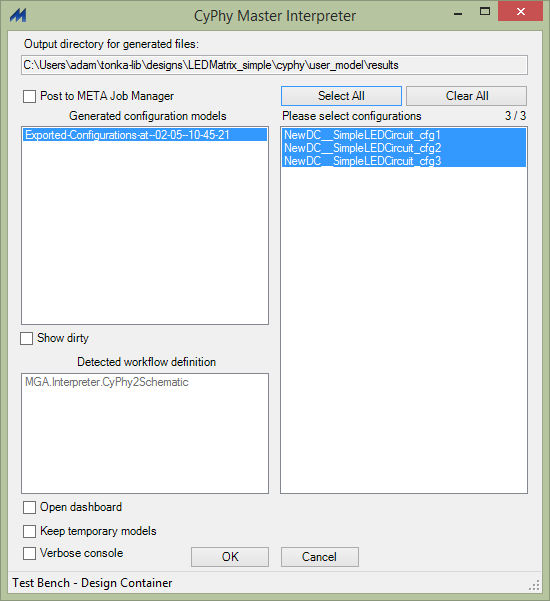 CyPhy Master Interpreter
Output directory for generated files:
C:\Users\adam\tonka-lib\designs\LEDMatrix_simple\cyphy\user_model\results
Post to META Job Manager
Select All
Clear All
Generated configuration models
Please select configurations
3 / 3
Exported-Configurations-at--02-05--10-45-21
NewDC__SimpleLEDCircuit_cfg1
NewDC__SimpleLEDCircuit_cfg2
NewDC__SimpleLEDCircuit_cfg3
Show dirty
Detected workflow definition
MGA.Interpreter.CyPhy2Schematic
Open dashboard
Keep temporary models
Verbose console
OK
Cancel
Test Bench - Design Container